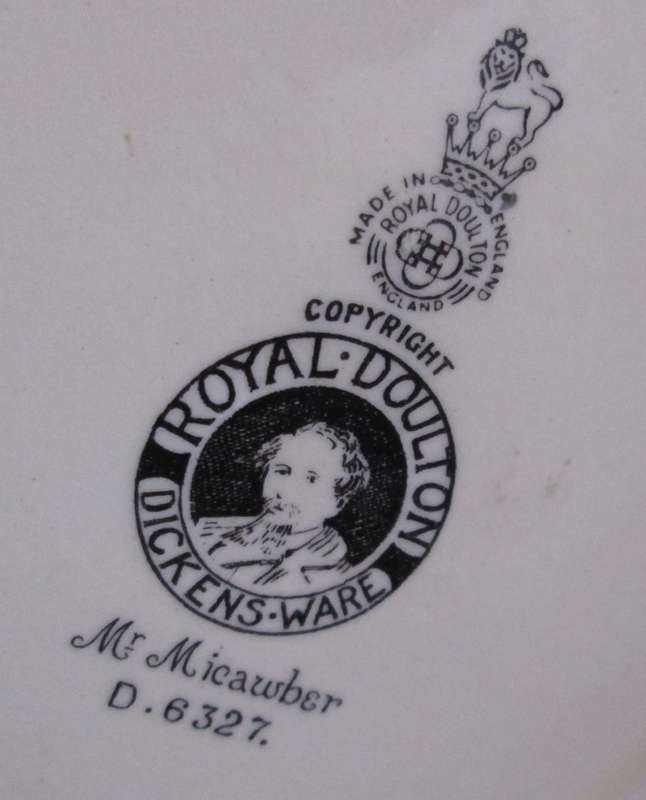 MADE IN ENGLAND
ROYAL DOULTON
ENGLAND
COPYRIGHT
ROYAL · DOULTON
DICKENS · WARE
Mr Micawber
D. 6327.